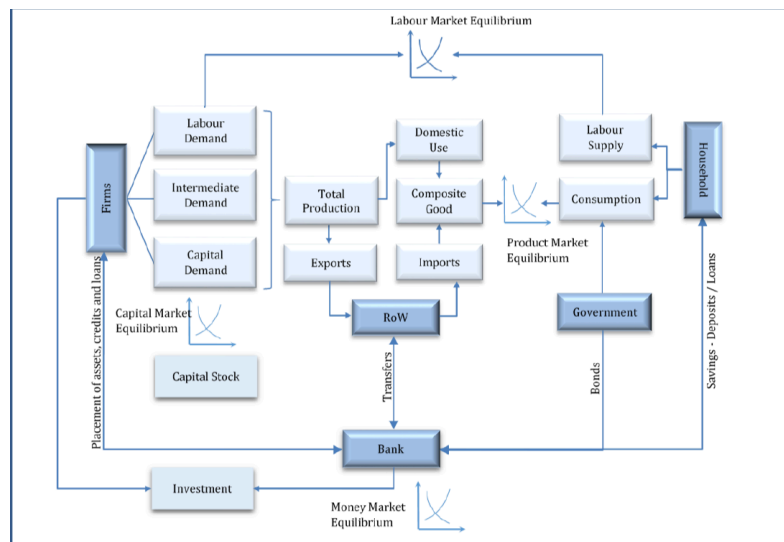 Labour Market Equilibrium
Labour
Demand
Domestic
Use
Labour
Supply
Household
Firms
Intermediate
Demand
Total
Production
Composite
Good
Consumption
Product Market
Equilibrium
Capital
Demand
Exports
Imports
Capital Market
Equilibrium
RoW
Government
Capital Stock
Placement of assets, credits and loans
Transfers
Bonds
Savings - Deposits / Loans
Bank
Investment
Money Market
Equilibrium